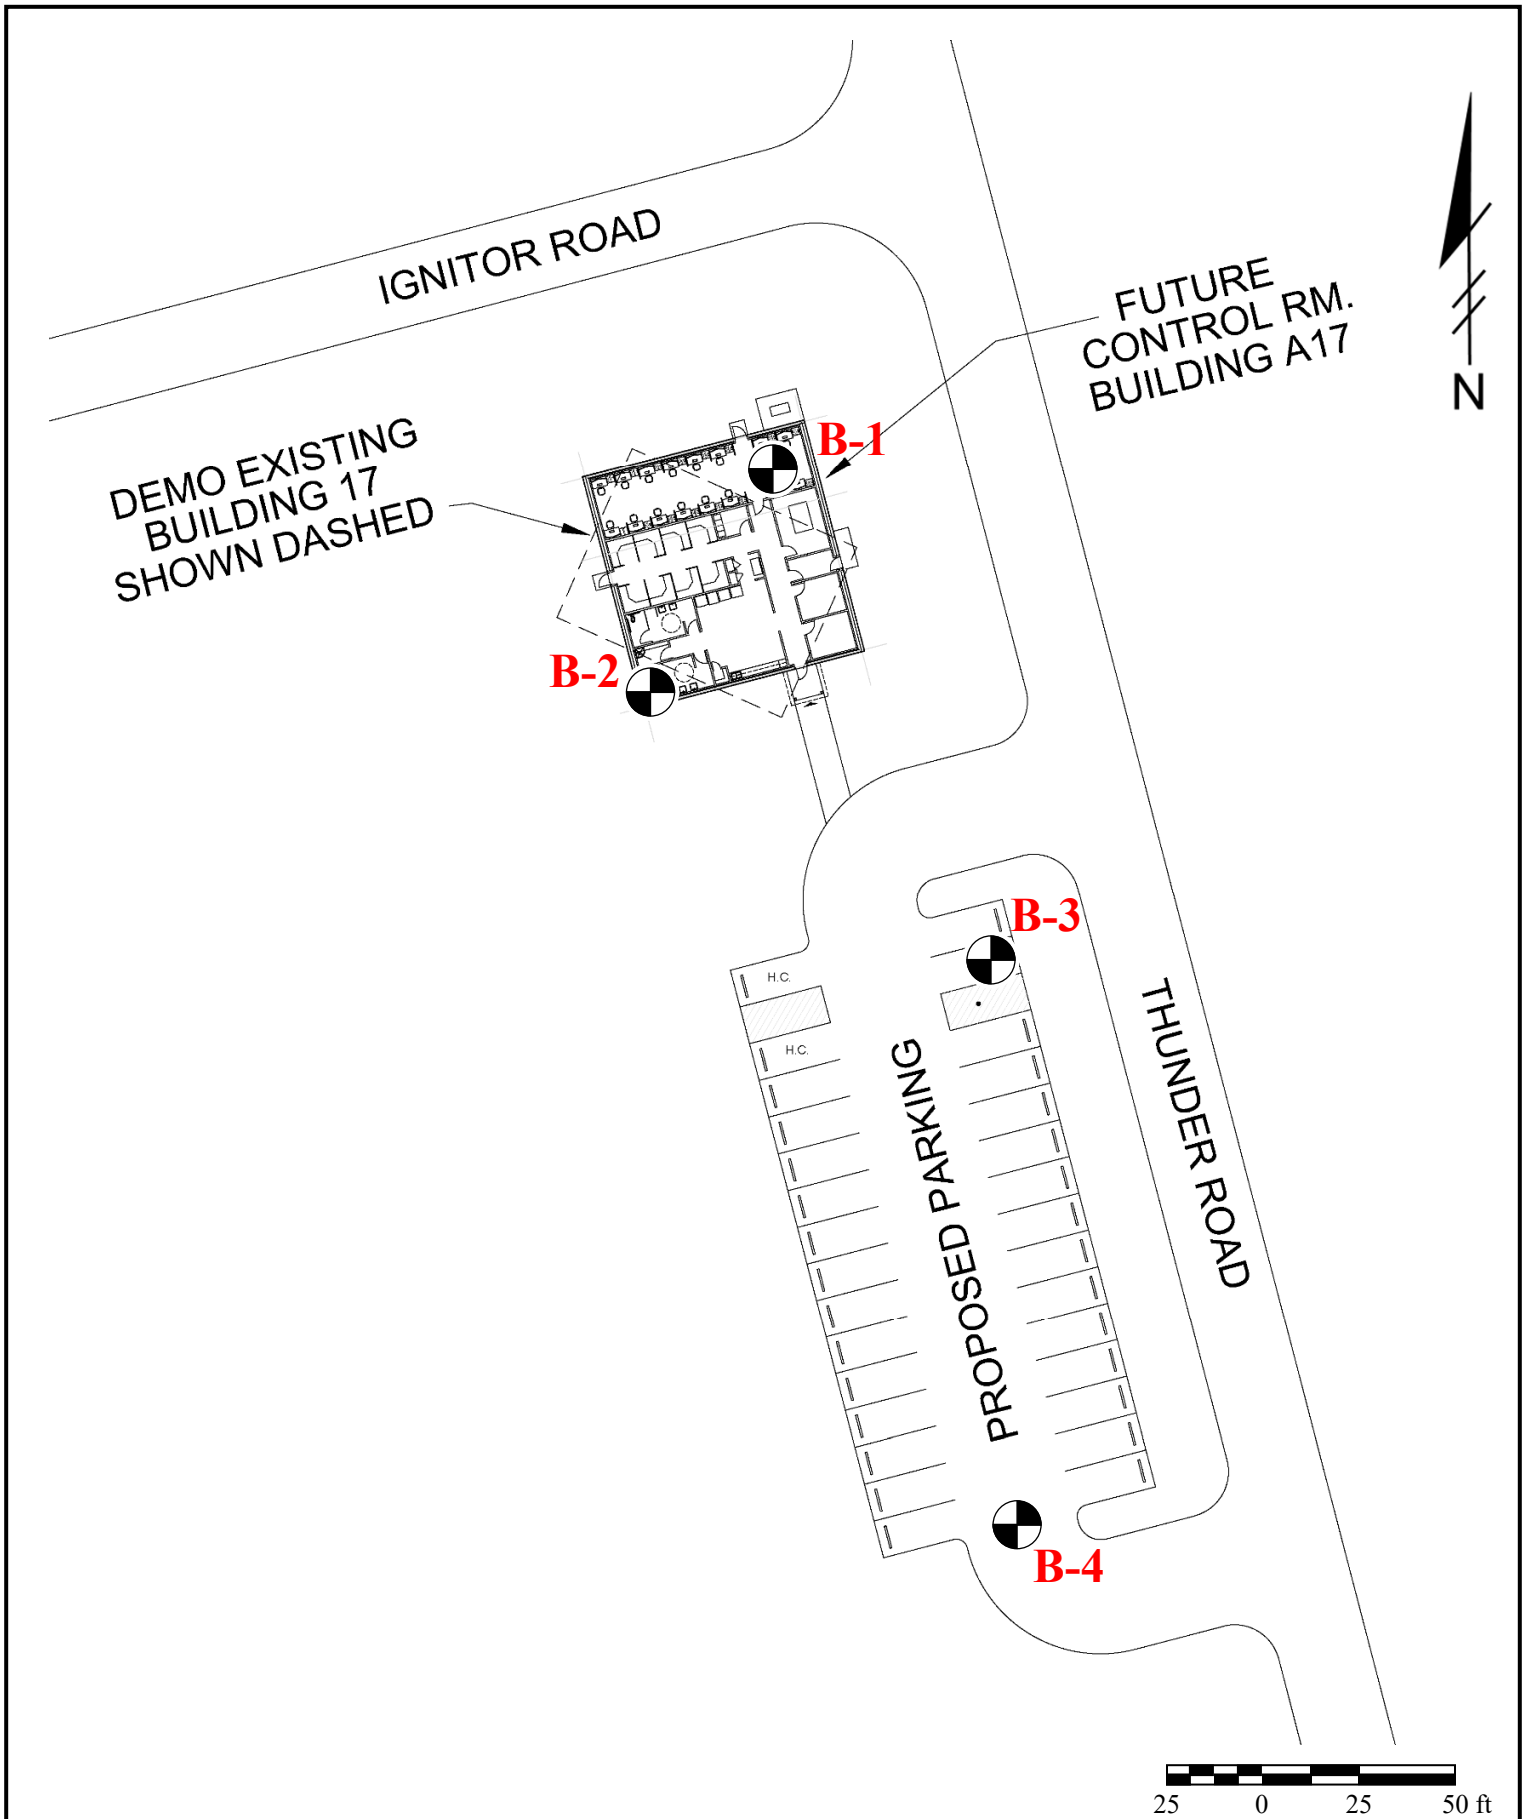 IGNITOR ROAD
FUTURE
CONTROL RM.
BUILDING A17
N
DEMO EXISTING
BUILDING 17
SHOWN DASHED
B-1
B-2
B-3
H.C.
H.C.
PROPOSED PARKING
THUNDER ROAD
B-4
25 0 25 50 ft